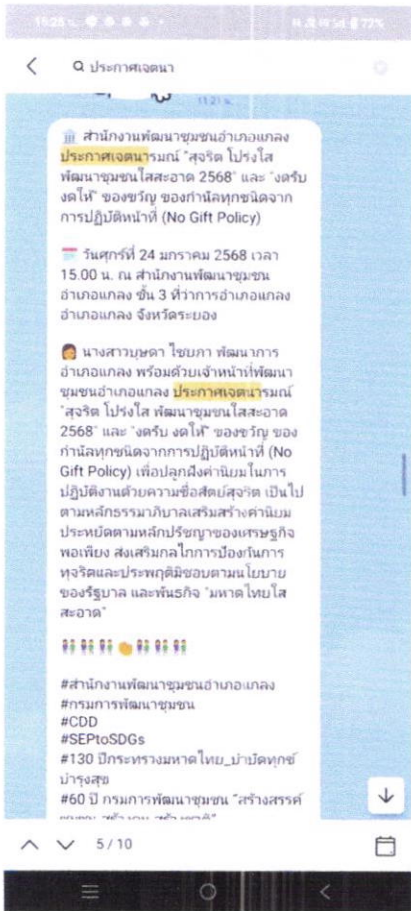 ประกาศเจตนา
11:21 น.
สำนักงานพัฒนาชุมชนอำเภอแกลง
ประกาศเจตนารมณ์ "สุจริต โปร่งใส
พัฒนาชุมชนใสสะอาด 2568" และ "งดรับ
งดให้" ของขวัญ ของกำนัลทุกชนิดจาก
การปฏิบัติหน้าที่ (No Gift Policy)
วันศุกร์ที่ 24 มกราคม 2568 เวลา
15.00 น. ณ สำนักงานพัฒนาชุมชน
อำเภอแกลง ชั้น 3 ที่ว่าการอำเภอแกลง
อำเภอแกลง จังหวัดระยอง
นางสาวบุษดา ไชบภา พัฒนาการ
อำเภอแกลง พร้อมด้วยเจ้าหน้าที่พัฒนา
ชุมชนอำเภอแกลง ประกาศเจตนารมณ์
"สุจริต โปร่งใส พัฒนาชุมชนใสสะอาด
2568" และ "งดรับ งดให้" ของขวัญ ของ
กำนัลทุกชนิดจากการปฏิบัติหน้าที่ (No
Gift Policy) เพื่อปลูกฝังค่านิยมในการ
ปฏิบัติงานด้วยความซื่อสัตย์สุจริต เป็นไป
ตามหลักธรรมาภิบาลเสริมสร้างค่านิยม
ประหยัดตามหลักปรัชญาของเศรษฐกิจ
พอเพียง ส่งเสริมกลไกการป้องกันการ
ทุจริตและประพฤติมิชอบตามนโยบาย
ของรัฐบาล และพันธกิจ "มหาดไทยใส
สะอาด"
#สำนักงานพัฒนาชุมชนอำเภอแกลง
#กรมการพัฒนาชุมชน
#CDD
#SEPtoSDGs
#130 ปีกระทรวงมหาดไทย_บำบัดทุกข์
บำรุงสุข
#60 ปี กรมการพัฒนาชุมชน "สร้างสรรค์
5/10